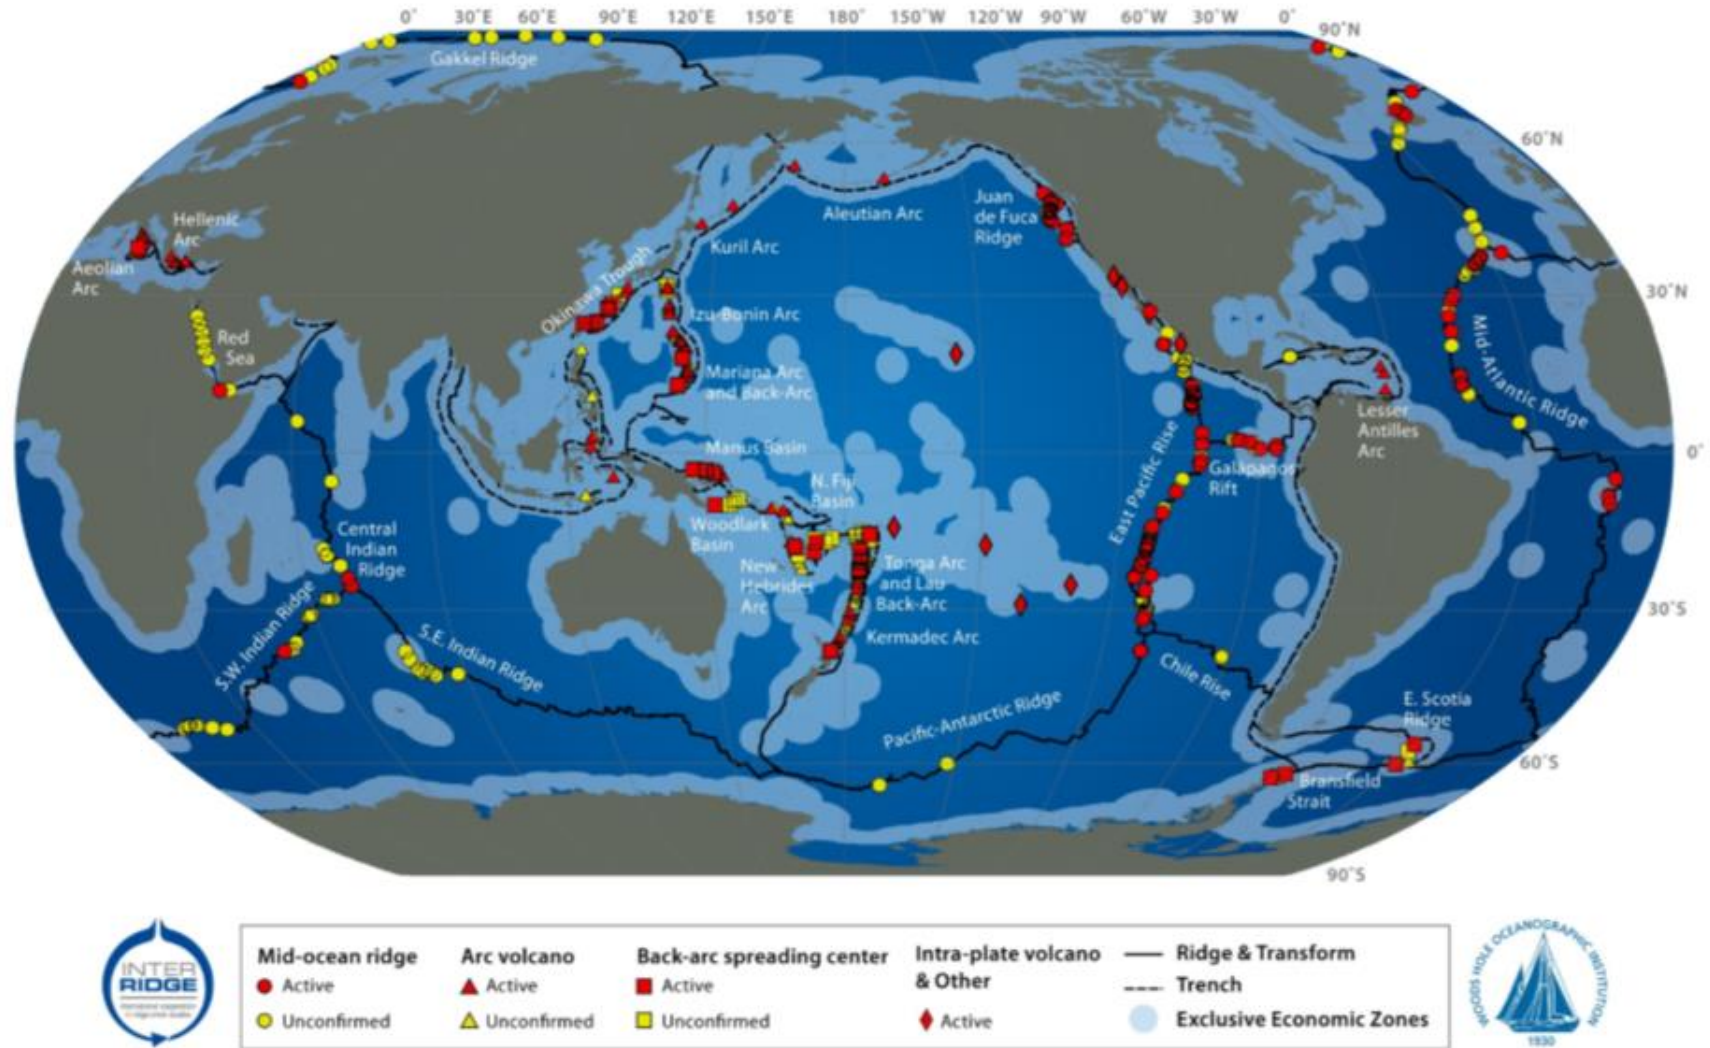 0° 30°E 60°E 90°E 120°E 150°E 180° 150°W 120°W 90°W 60°W 30°W 0°
90°N
Gakkel Ridge
60°N
Hellenic
Arc
Aeolian
Arc
Aleutian Arc
Juan
de Fuca
Ridge
Kuril Arc
Okinawa Trough
30°N
Izu-Bonin Arc
Red
Sea
Mariana Arc
and Back-Arc
Mid-Atlantic Ridge
Lesser
Antilles
Arc
Manus Basin
0°
East Pacific Rise
Galapagos
Rift
N. Fiji
Basin
Woodlark
Basin
Central
Indian
Ridge
New
Hebrides
Arc
Tonga Arc
and Lau
Back-Arc
30°S
Kermadec Arc
S.W. Indian Ridge
S.E. Indian Ridge
Chile Rise
Pacific-Antarctic Ridge
E. Scotia
Ridge
60°S
Bransfield
Strait
90°S
INTER
RIDGE
Mid-ocean ridge
Active
Unconfirmed
Arc volcano
Active
Unconfirmed
Back-arc spreading center
Active
Unconfirmed
Intra-plate volcano
& Other
Active
Ridge & Transform
Trench
Exclusive Economic Zones
WOODS HOLE OCEANOGRAPHIC INSTITUTION
1930